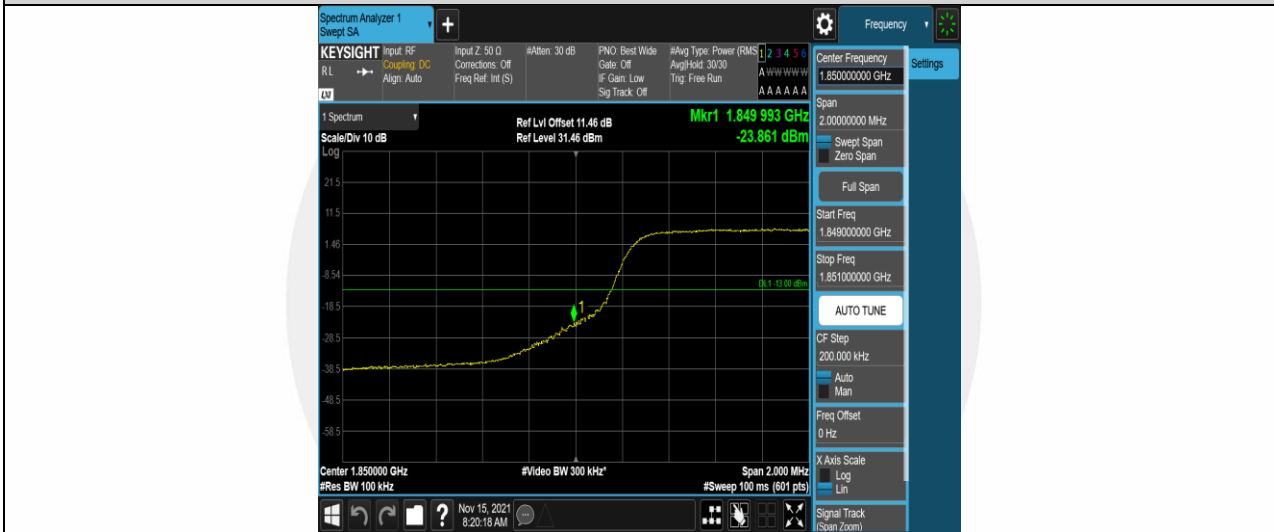 Spectrum Analyzer 1
Swept SA
+
Frequency
KEYSIGHT
RL
LXI
Input: RF
Coupling: DC
Align: Auto
Input Z: 50 Ω
Corrections: Off
Freq Ref: Int (S)
#Atten: 30 dB
PNO: Best Wide
Gate: Off
IF Gain: Low
Sig Track: Off
#Avg Type: Power (RMS
Avg|Hold: 30/30
Trig: Free Run
1 2 3 4 5 6
A W W W W W
A A A A A A
1 Spectrum
Scale/Div 10 dB
Log
Ref Lvl Offset 11.46 dB
Ref Level 31.46 dBm
Mkr1 1.849 993 GHz
-23.861 dBm
21.5
11.5
1.46
-8.54
-18.5
-28.5
-38.5
-48.5
-58.5
DL1 -13.00 dBm
1
Center 1.850000 GHz
#Res BW 100 kHz
#Video BW 300 kHz*
Span 2.000 MHz
#Sweep 100 ms (601 pts)
?
Nov 15, 2021
8:20:18 AM
Center Frequency
1.850000000 GHz
Settings
Span
2.00000000 MHz
Swept Span
Zero Span
Full Span
Start Freq
1.849000000 GHz
Stop Freq
1.851000000 GHz
AUTO TUNE
CF Step
200.000 kHz
Auto
Man
Freq Offset
0 Hz
X Axis Scale
Log
Lin
Signal Track
(Span Zoom)